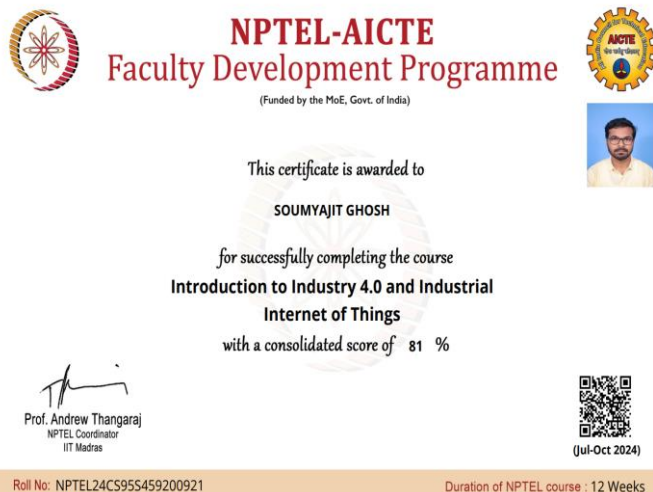 NPTEL-AICTE
Faculty Development Programme
(Funded by the MoE, Govt. of India)
AICTE
This certificate is awarded to
SOUMYAJIT GHOSH
for successfully completing the course
Introduction to Industry 4.0 and Industrial
Internet of Things
with a consolidated score of 81 %
Prof. Andrew Thangaraj
NPTEL Coordinator
IIT Madras
(Jul-Oct 2024)
Roll No: NPTEL24CS95S459200921
Duration of NPTEL course : 12 Weeks